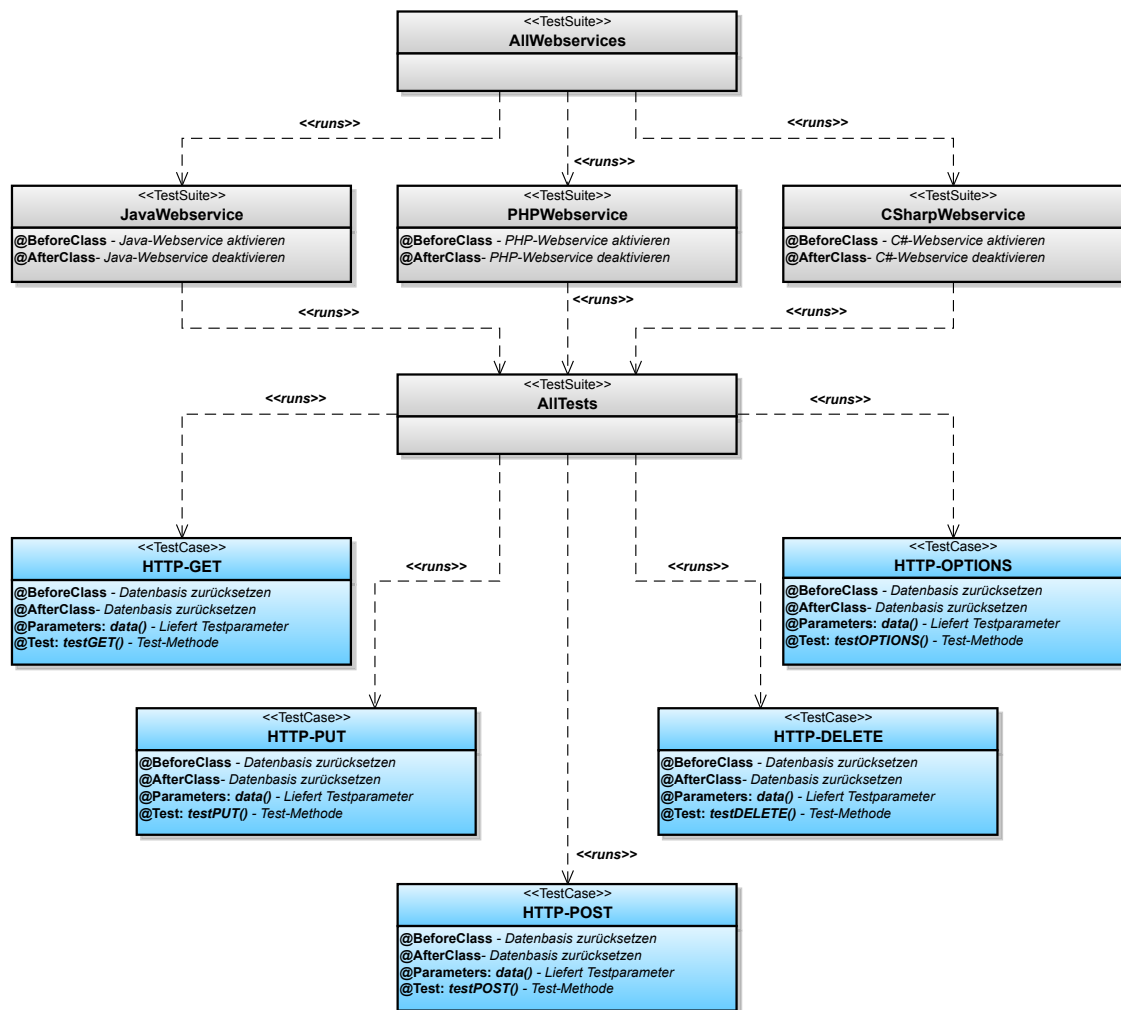 <<TestSuite>>
AllWebservices
<<runs>>
<<runs>>
<<runs>>
<<TestSuite>>
JavaWebservice
@BeforeClass - Java-Webservice aktivieren
@AfterClass- Java-Webservice deaktivieren
<<TestSuite>>
PHPWebservice
@BeforeClass - PHP-Webservice aktivieren
@AfterClass- PHP-Webservice deaktivieren
<<TestSuite>>
CSharpWebservice
@BeforeClass - C#-Webservice aktivieren
@AfterClass- C#-Webservice deaktivieren
<<runs>>
<<runs>>
<<runs>>
<<TestSuite>>
AllTests
<<runs>>
<<runs>>
<<TestCase>>
HTTP-GET
@BeforeClass - Datenbasis zurücksetzen
@AfterClass- Datenbasis zurücksetzen
@Parameters: data() - Liefert Testparameter
@Test: testGET() - Test-Methode
<<runs>>
<<runs>>
<<TestCase>>
HTTP-OPTIONS
@BeforeClass - Datenbasis zurücksetzen
@AfterClass- Datenbasis zurücksetzen
@Parameters: data() - Liefert Testparameter
@Test: testOPTIONS() - Test-Methode
<<TestCase>>
HTTP-PUT
@BeforeClass - Datenbasis zurücksetzen
@AfterClass- Datenbasis zurücksetzen
@Parameters: data() - Liefert Testparameter
@Test: testPUT() - Test-Methode
<<TestCase>>
HTTP-DELETE
@BeforeClass - Datenbasis zurücksetzen
@AfterClass- Datenbasis zurücksetzen
@Parameters: data() - Liefert Testparameter
@Test: testDELETE() - Test-Methode
<<runs>>
<<TestCase>>
HTTP-POST
@BeforeClass - Datenbasis zurücksetzen
@AfterClass- Datenbasis zurücksetzen
@Parameters: data() - Liefert Testparameter
@Test: testPOST() - Test-Methode